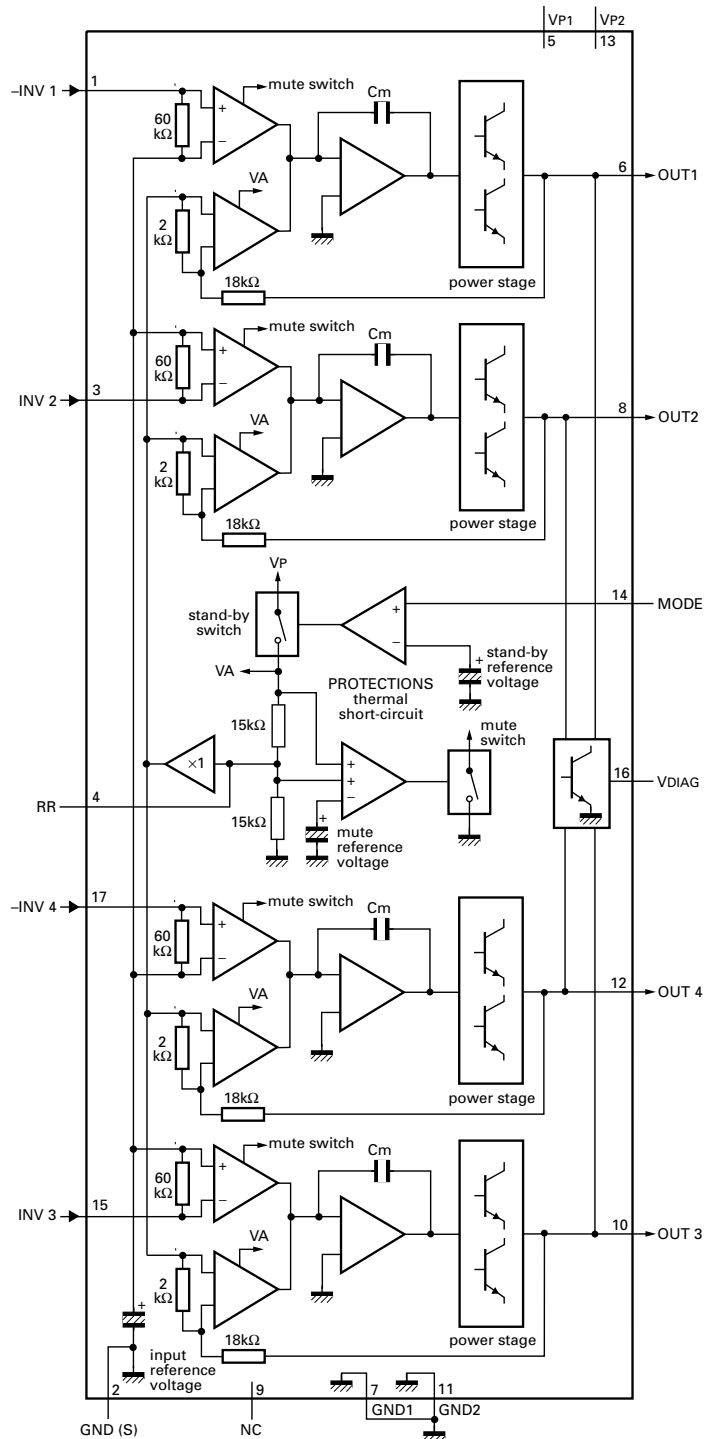 VP1 VP2
5 13
-INV 1
1
mute switch
Cm
60
kΩ
+
−
VA
6
OUT1
2
kΩ
18kΩ
power stage
mute switch
Cm
60
kΩ
+
−
INV 2
3
VA
8
OUT2
2
kΩ
18kΩ
power stage
VP
stand-by
switch
+
−
14
MODE
+
stand-by
reference
voltage
VA
PROTECTIONS
thermal
short-circuit
15kΩ
mute
switch
×1
+
+
−
16
VDIAG
RR
4
15kΩ
+
mute
reference
voltage
-INV 4
17
mute switch
Cm
60
kΩ
+
−
VA
12
OUT 4
2
kΩ
18kΩ
power stage
mute switch
Cm
60
kΩ
+
−
INV 3
15
VA
10
OUT 3
2
kΩ
18kΩ
power stage
+
input
reference
voltage
2
GND (S)
9
NC
7
GND1
11
GND2